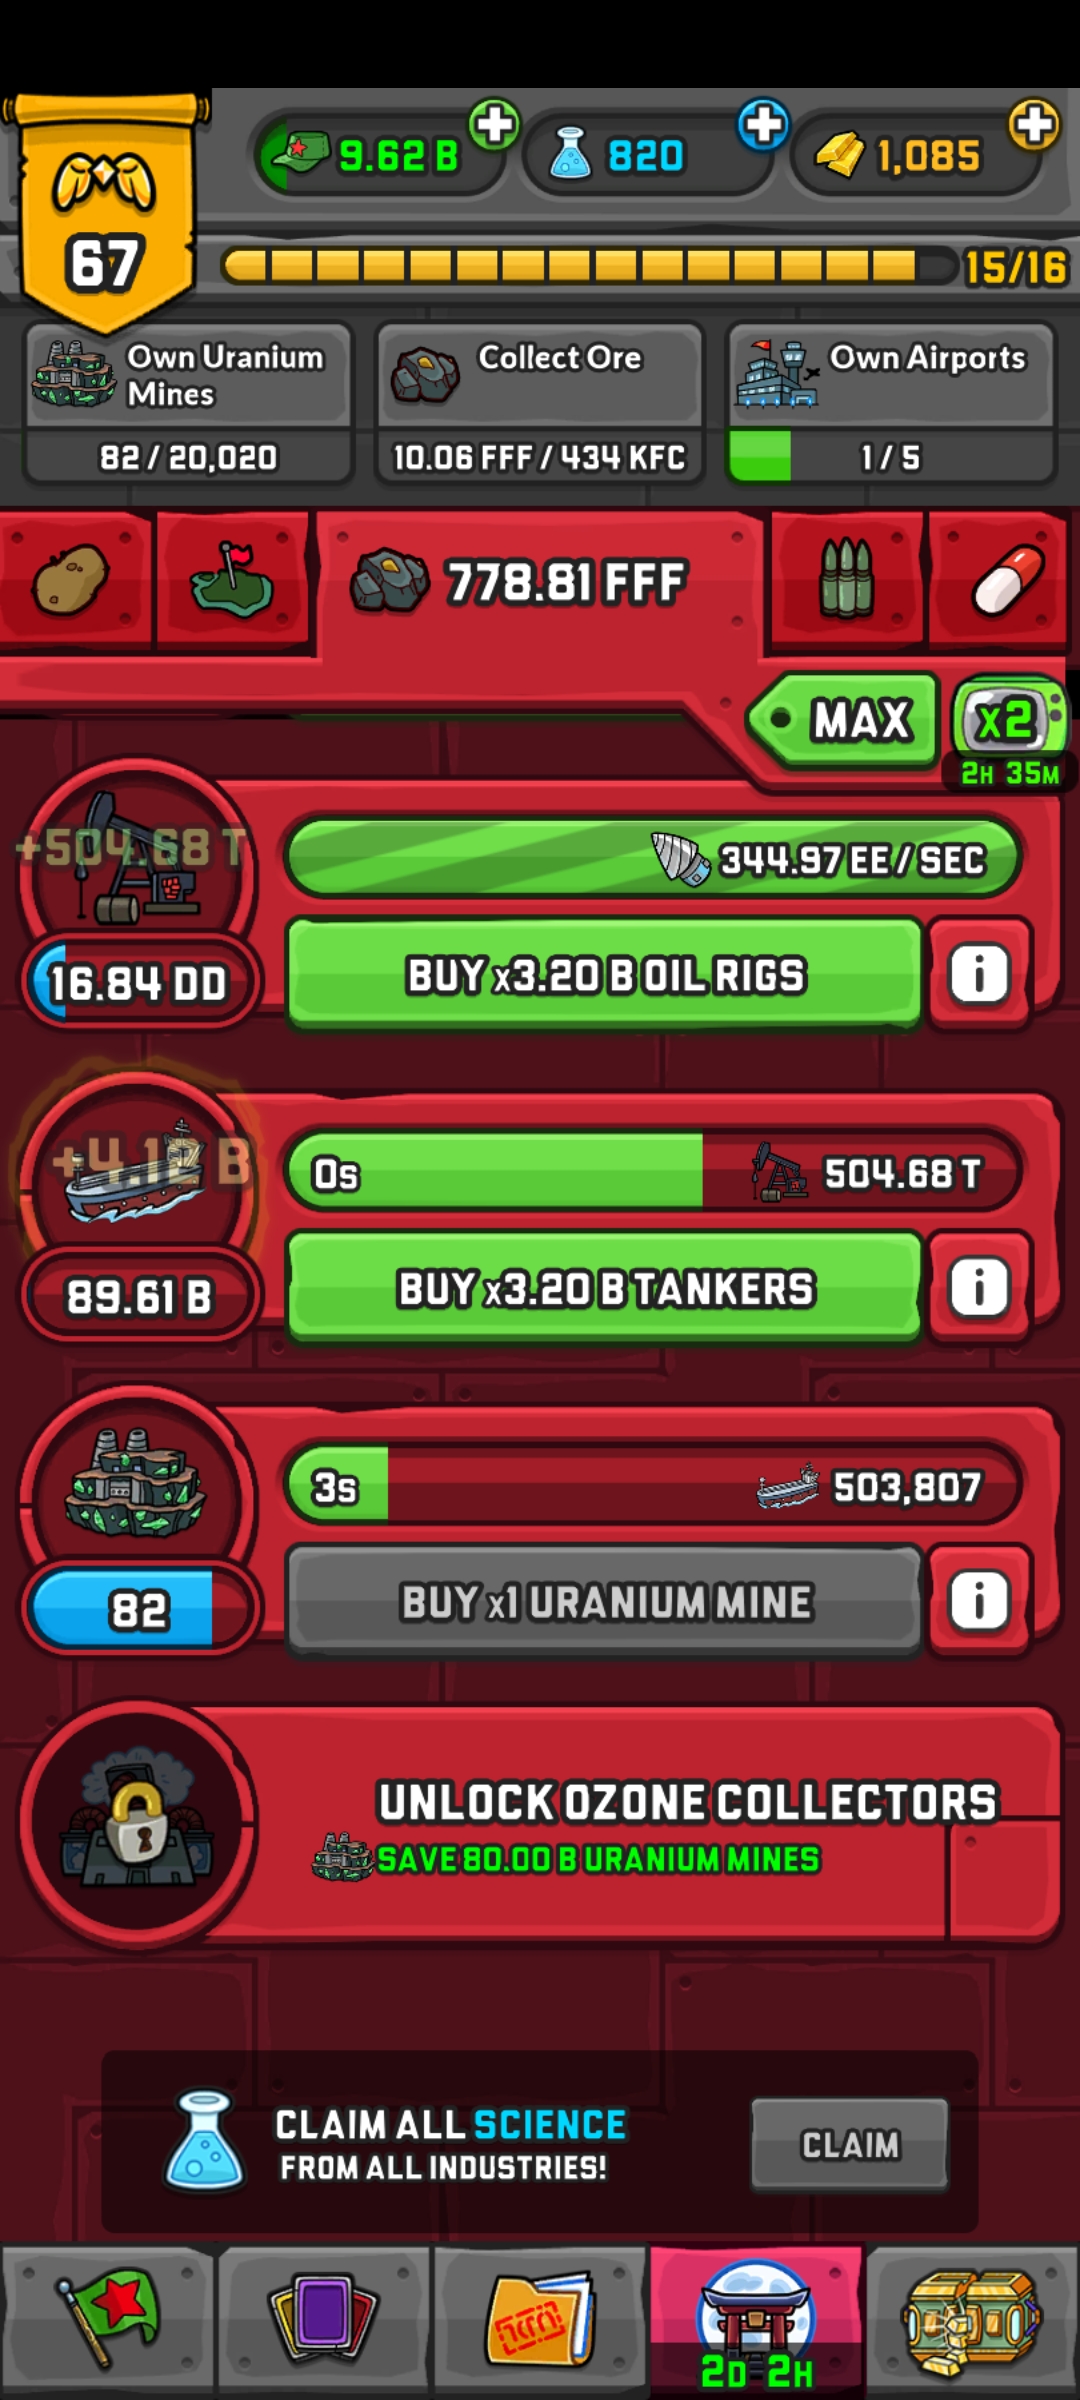 9.62 B
820
1,085
67
15/16
Own Uranium
Mines
82 / 20,020
Collect Ore
10.06 FFF / 434 KFC
Own Airports
1 / 5
778.81 FFF
MAX
x2
2H 35M
+504.68 T
344.97 EE / SEC
16.84 DD
BUY x3.20 B OIL RIGS
i
0s
504.68 T
89.61 B
BUY x3.20 B TANKERS
i
3s
503,807
82
BUY x1 URANIUM MINE
i
UNLOCK OZONE COLLECTORS
SAVE 80.00 B URANIUM MINES
CLAIM ALL SCIENCE
FROM ALL INDUSTRIES!
CLAIM
2D 2H